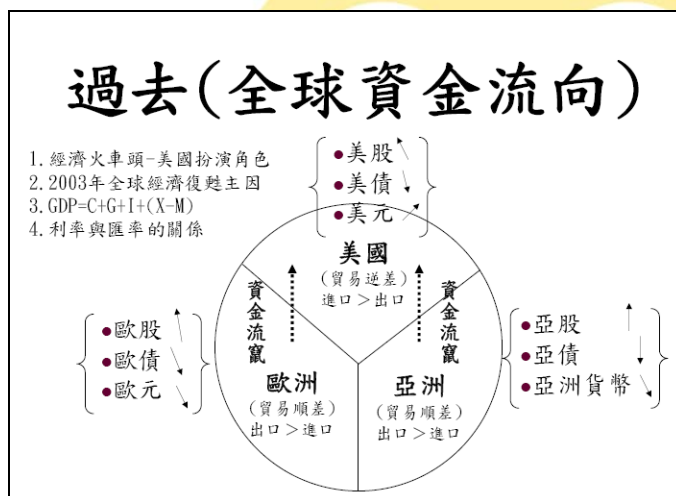 過去(全球資金流向)
1. 經濟火車頭-美國扮演角色
2. 2003年全球經濟復甦主因
3. GDP=C+G+I+(X-M)
4. 利率與匯率的關係
●美股
●美債
●美元
美國
(貿易逆差)
進口＞出口
資金流竄
資金流竄
●歐股
●歐債
●歐元
歐洲
(貿易順差)
出口＞進口
亞洲
(貿易順差)
出口＞進口
●亞股
●亞債
●亞洲貨幣